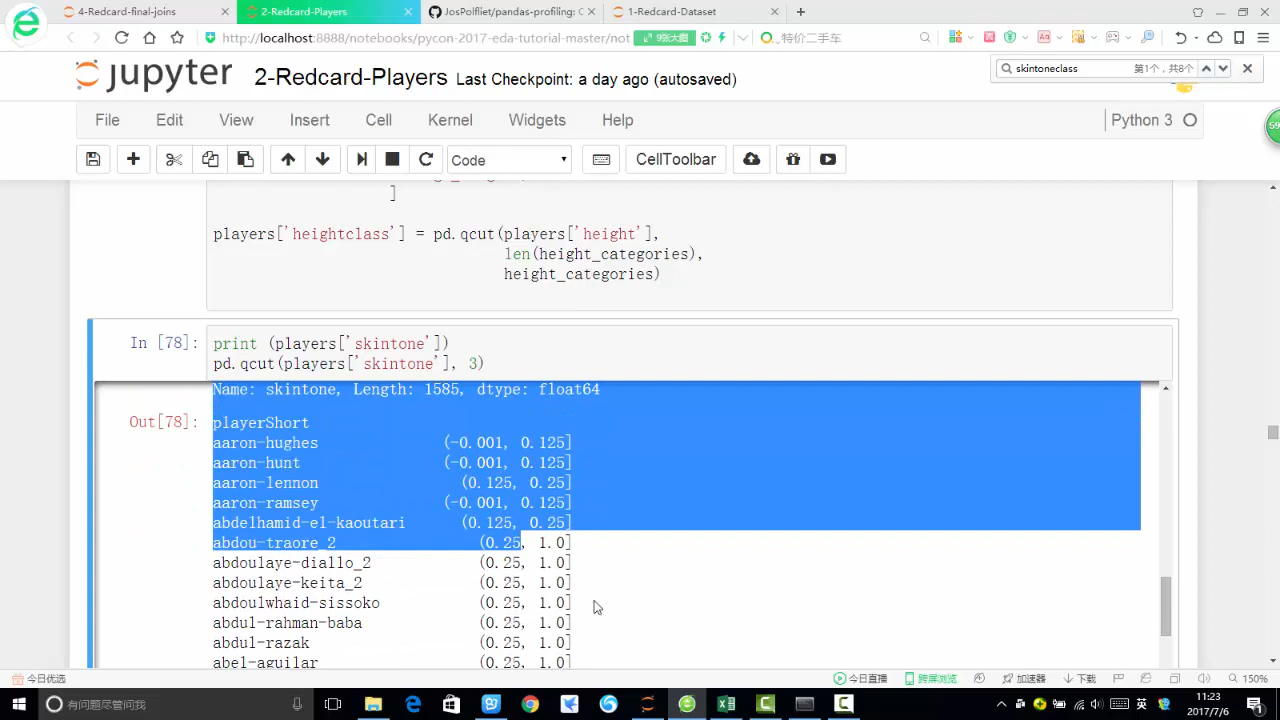 4-Redcard-final-joins
2-Redcard-Players
JosPolfliet/pandas-profiling: C
1-Redcard-Dataset
http://localhost:8888/notebooks/pycon-2017-eda-tutorial-master/not
9张大图
特价二手车
jupyter
2-Redcard-Players Last Checkpoint: a day ago (autosaved)
skintoneclass
第1个，共8个
File Edit View Insert Cell Kernel Widgets Help
Python 3
Code
CellToolbar
]
players['heightclass'] = pd.qcut(players['height'],
len(height_categories),
height_categories)
In [78]:
print (players['skintone'])
pd.qcut(players['skintone'], 3)
Name: skintone, Length: 1585, dtype: float64
Out[78]:
playerShort
aaron-hughes (-0.001, 0.125]
aaron-hunt (-0.001, 0.125]
aaron-lennon (0.125, 0.25]
aaron-ramsey (-0.001, 0.125]
abdelhamid-el-kaoutari (0.125, 0.25]
abdou-traore_2 (0.25, 1.0]
abdoulaye-diallo_2 (0.25, 1.0]
abdoulaye-keita_2 (0.25, 1.0]
abdoulwhaid-sissoko (0.25, 1.0]
abdul-rahman-baba (0.25, 1.0]
abdul-razak (0.25, 1.0]
abel-aguilar (0.25, 1.0]
今日优选
今日直播
跨屏浏览
加速器
下载
150%
有问题尽管问我
11:23
2017/7/6